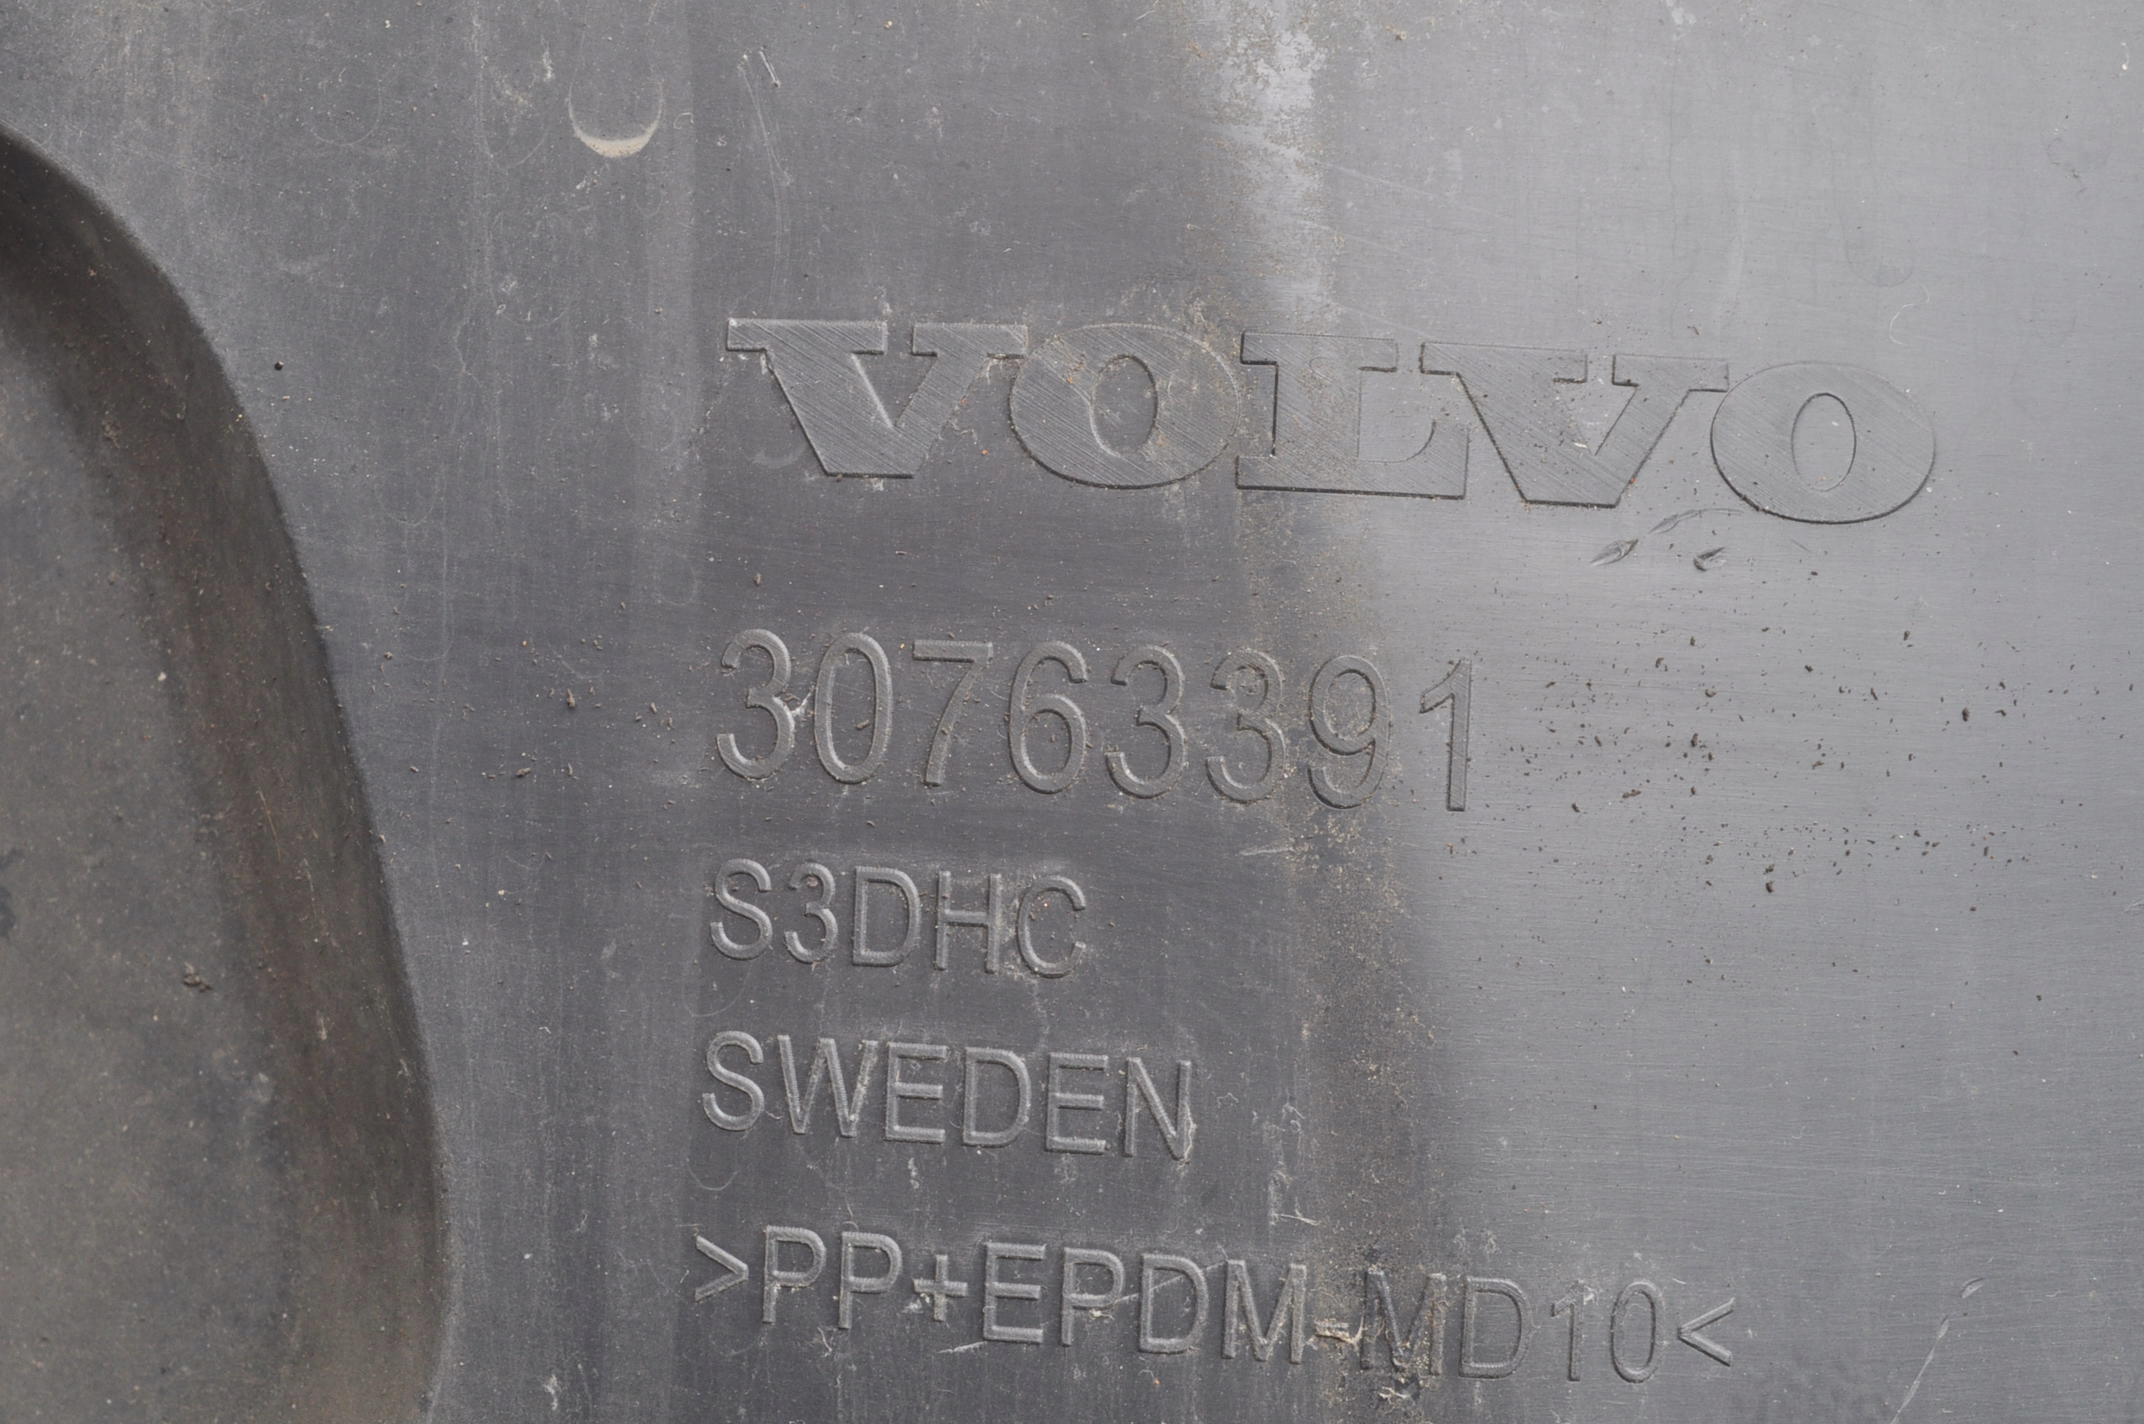 VOLVO
30763391
S3DHC
SWEDEN
>PP+EPDM-MD10<